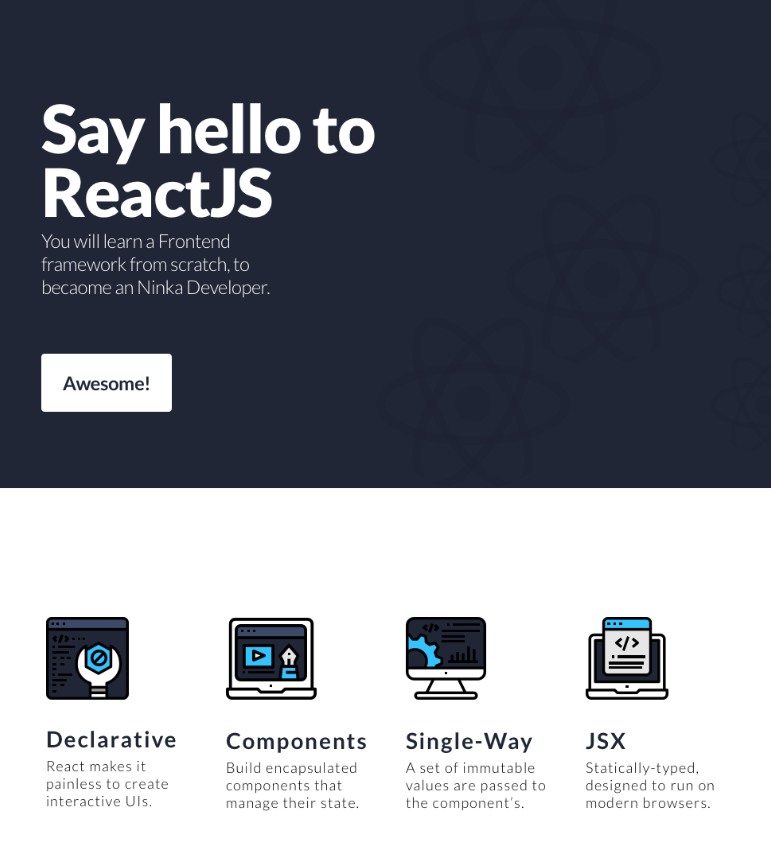 Say hello to
ReactJS
You will learn a Frontend
framework from scratch, to
becaome an Ninka Developer.
Awesome!
</>
</>
</>
Declarative
React makes it
painless to create
interactive UIs.
Components
Build encapsulated
components that
manage their state.
Single-Way
A set of immutable
values are passed to
the component's.
JSX
Statically-typed,
designed to run on
modern browsers.